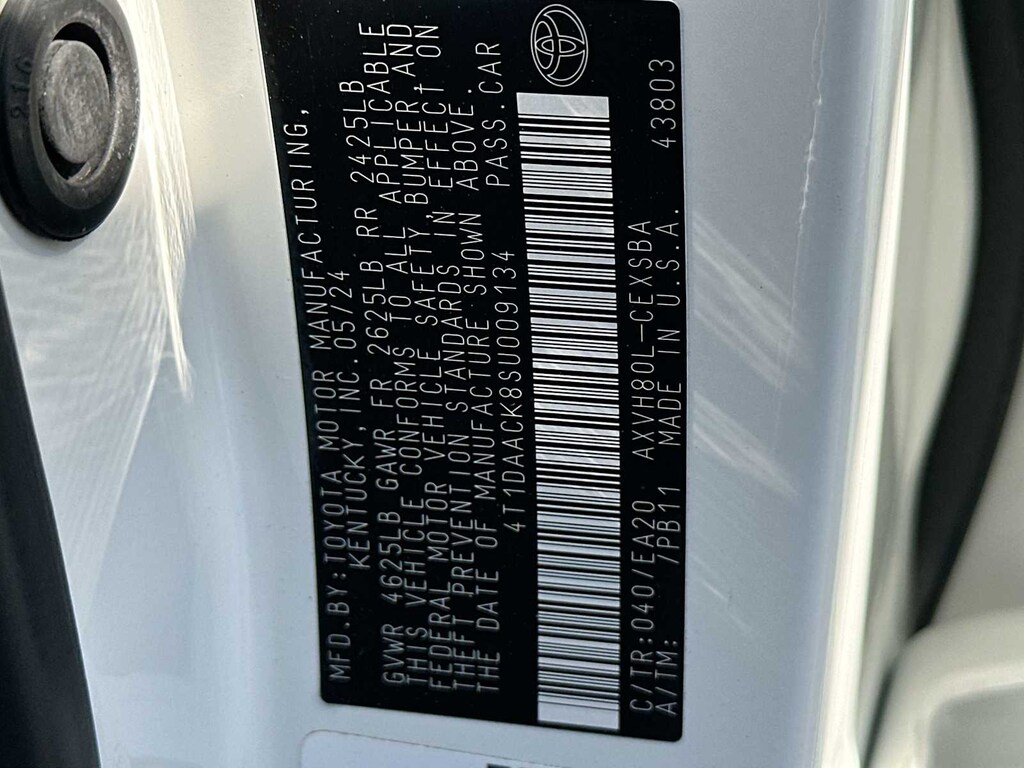 MFD.BY:TOYOTA MOTOR MANUFACTURING,
KENTUCKY,INC. 05/24
GVWR 4625LB GAWR FR 2625LB RR 2425LB
THIS VEHICLE CONFORMS TO ALL APPLICABLE
FEDERAL MOTOR VEHICLE SAFETY, BUMPER, AND
THEFT PREVENTION STANDARDS IN EFFECT ON
THE DATE OF MANUFACTURE SHOWN ABOVE.
4T1DAACK8SU009134 PASS.CAR
C/TR:040/EA20 AXVH80L-CEXSBA
A/TM: /PB11 MADE IN U.S.A. 43803